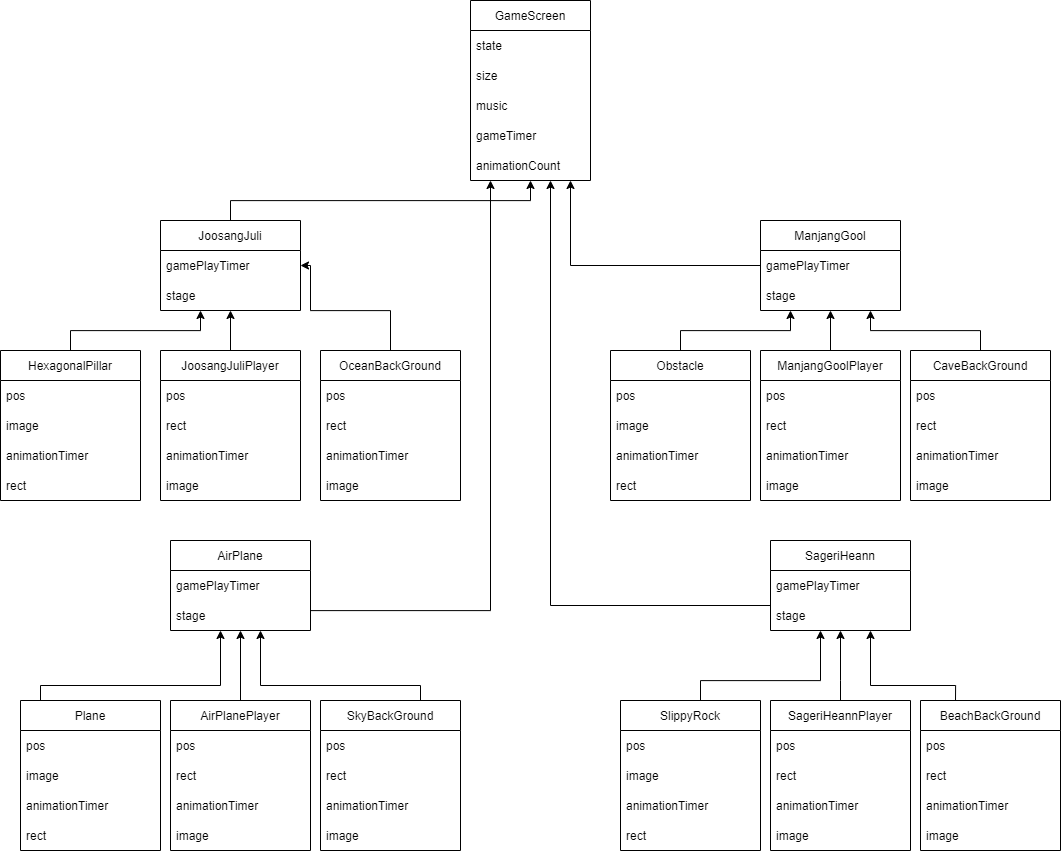 GameScreen
state
size
music
gameTimer
animationCount
JoosangJuli
gamePlayTimer
stage
ManjangGool
gamePlayTimer
stage
HexagonalPillar
pos
image
animationTimer
rect
JoosangJuliPlayer
pos
rect
animationTimer
image
OceanBackGround
pos
rect
animationTimer
image
Obstacle
pos
image
animationTimer
rect
ManjangGoolPlayer
pos
rect
animationTimer
image
CaveBackGround
pos
rect
animationTimer
image
AirPlane
gamePlayTimer
stage
SageriHeann
gamePlayTimer
stage
Plane
pos
image
animationTimer
rect
AirPlanePlayer
pos
rect
animationTimer
image
SkyBackGround
pos
rect
animationTimer
image
SlippyRock
pos
image
animationTimer
rect
SageriHeannPlayer
pos
rect
animationTimer
image
BeachBackGround
pos
rect
animationTimer
image